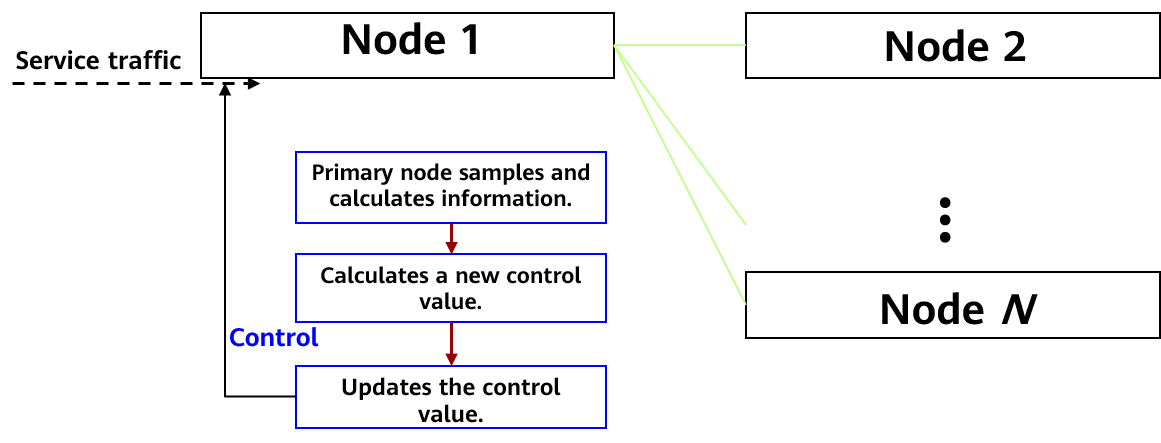 Node 1
Node 2
Service traffic
Primary node samples and
calculates information.
Calculates a new control
value.
Node N
Control
Updates the control
value.